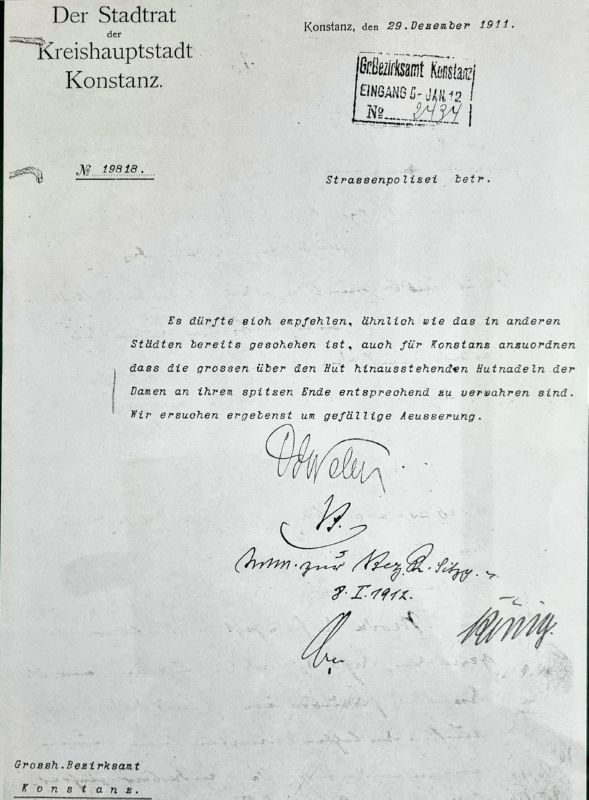 Der Stadtrat
der
Kreishauptstadt
Konstanz.
Konstanz, den 29.Dezember 1911.
Gr.Bezirksamt Konstanz
EINGANG 5-JAN.12
No 2434
No 19818.
Strassenpolizei betr.
Es dürfte sich empfehlen, ähnlich wie das in anderen
Städten bereits geschehen ist, auch für Konstanz anzuordnen
dass die grossen über den Hut hinausstehenden Hutnadeln der
Damen an ihrem spitzen Ende entsprechend zu verwahren sind.
Wir ersuchen ergebenst um gefällige Aeusserung.
zur Bez. R. Sitzg.
8. I. 1912.
König.
Grossh.Bezirksamt
Konstanz.